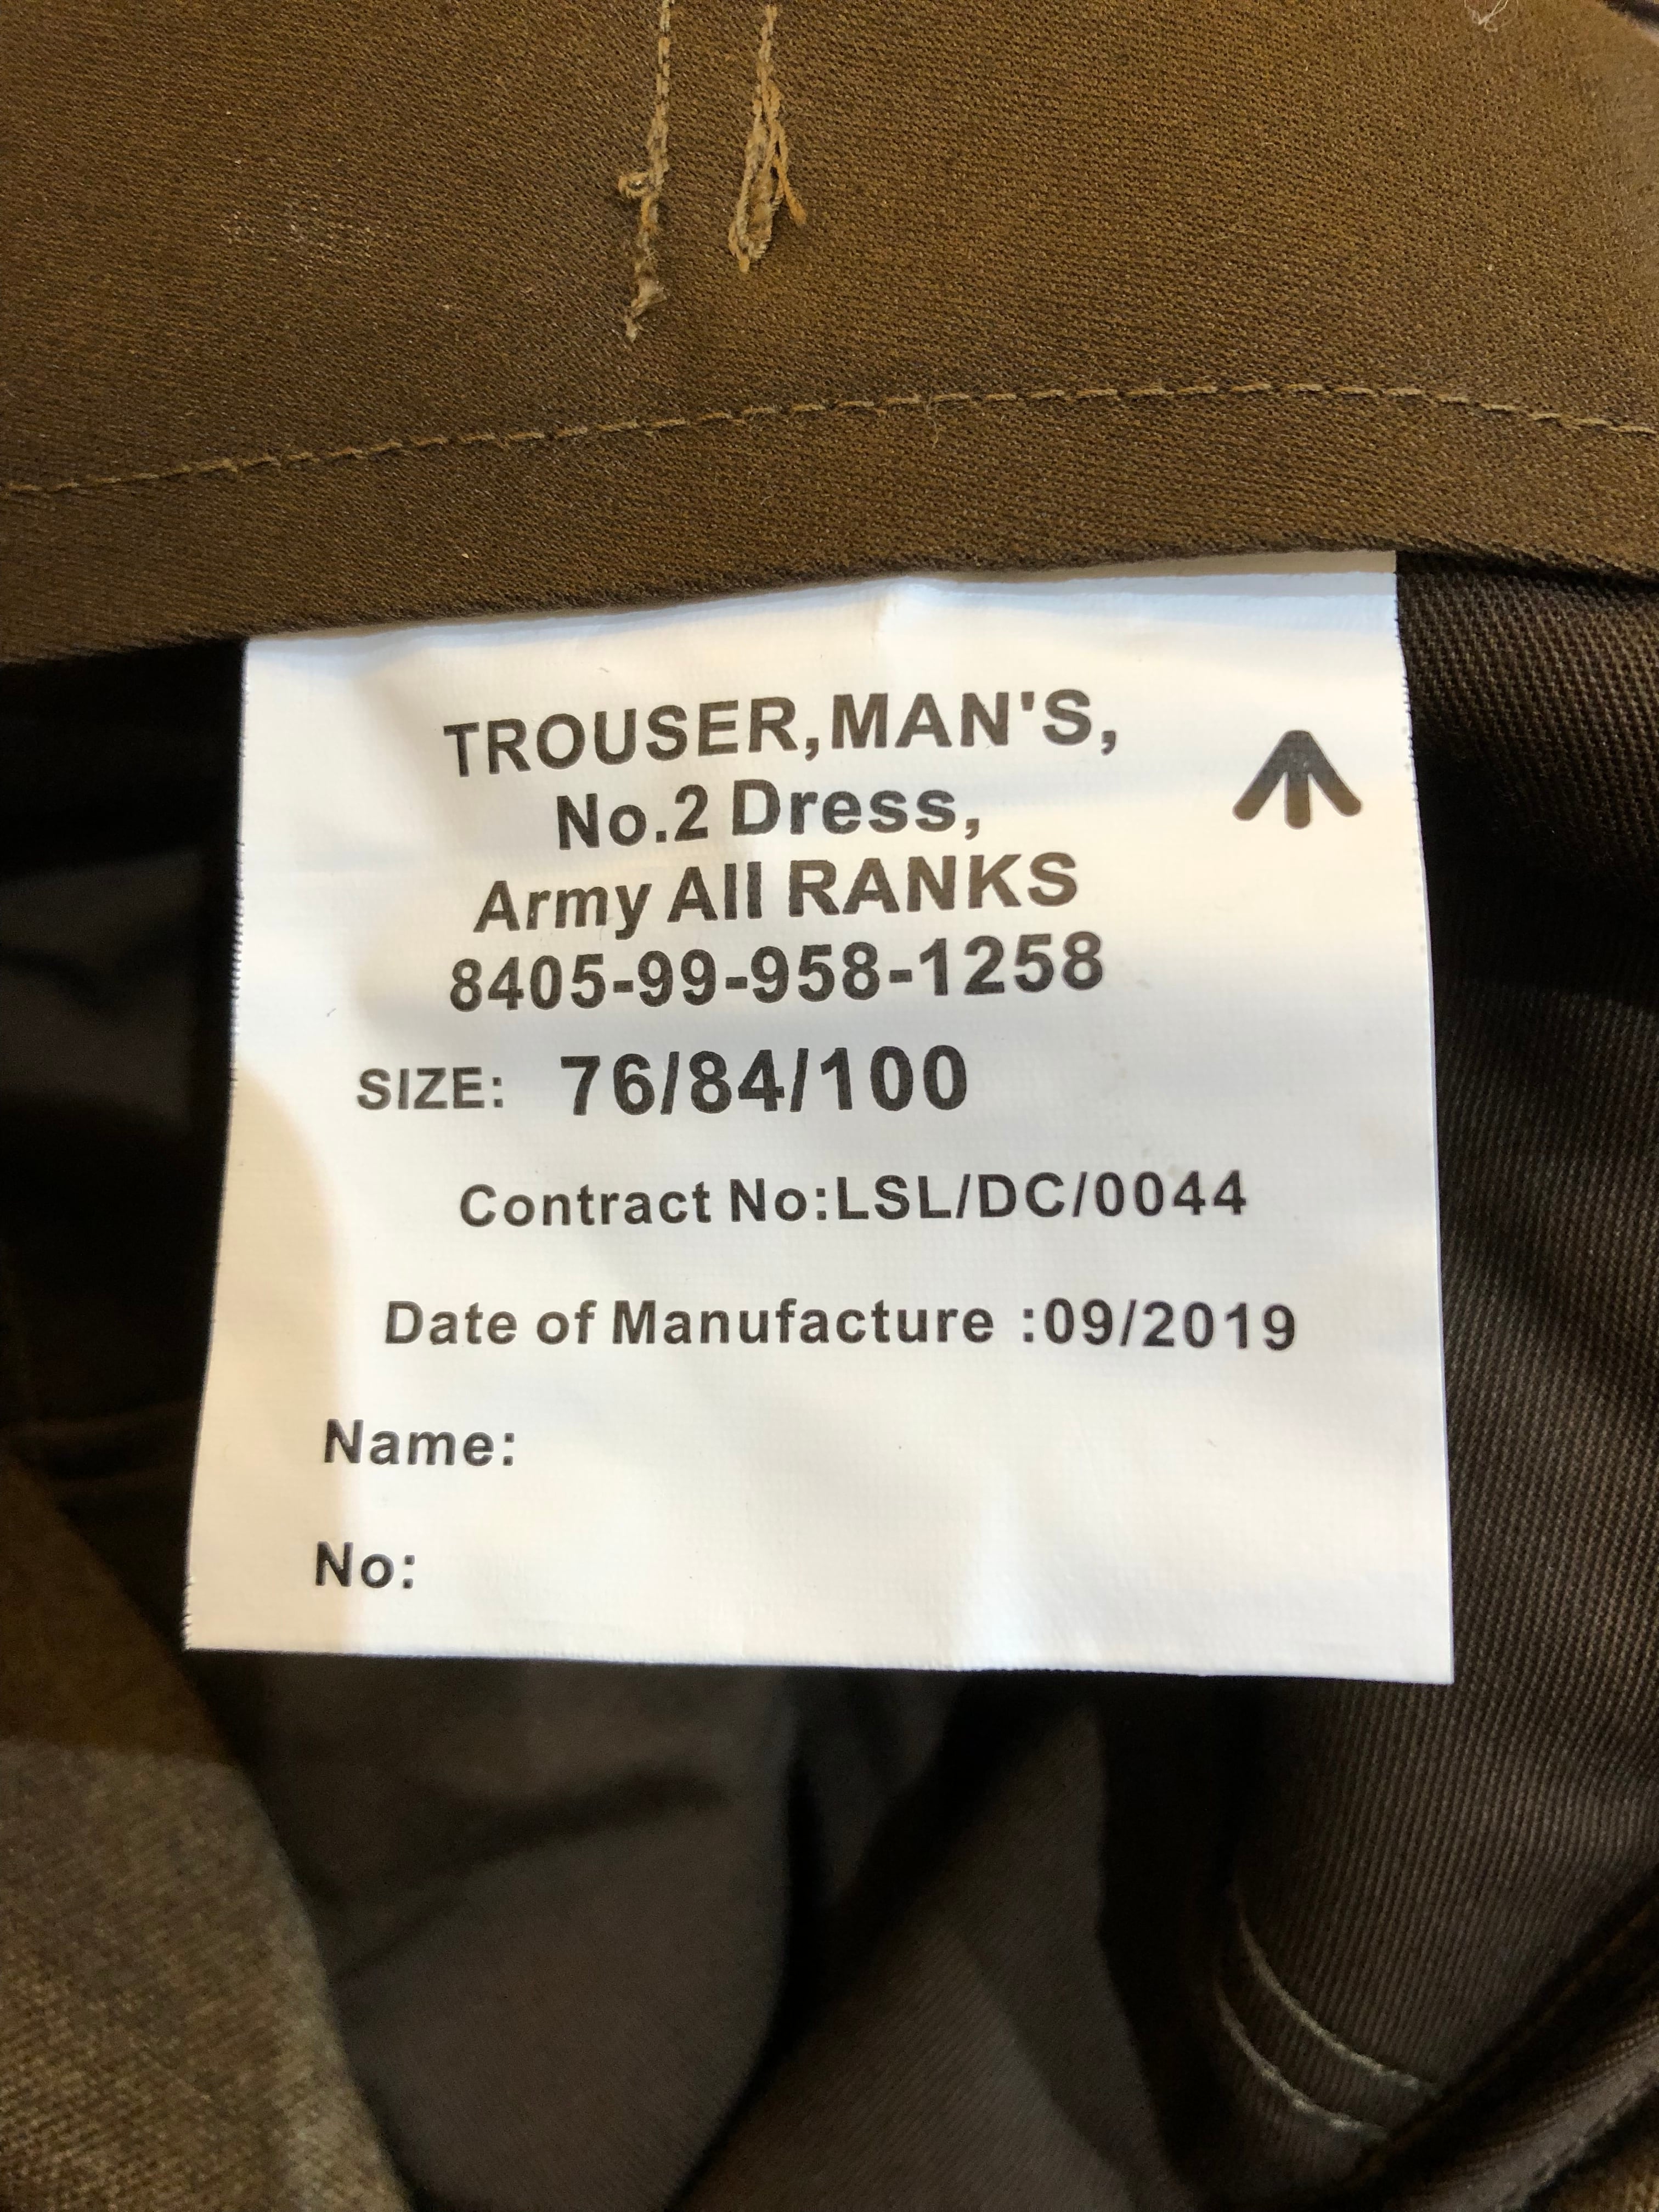 TROUSER,MAN'S,
No.2 Dress,
Army All RANKS
8405-99-958-1258
SIZE: 76/84/100
Contract No:LSL/DC/0044
Date of Manufacture :09/2019
Name:
No: